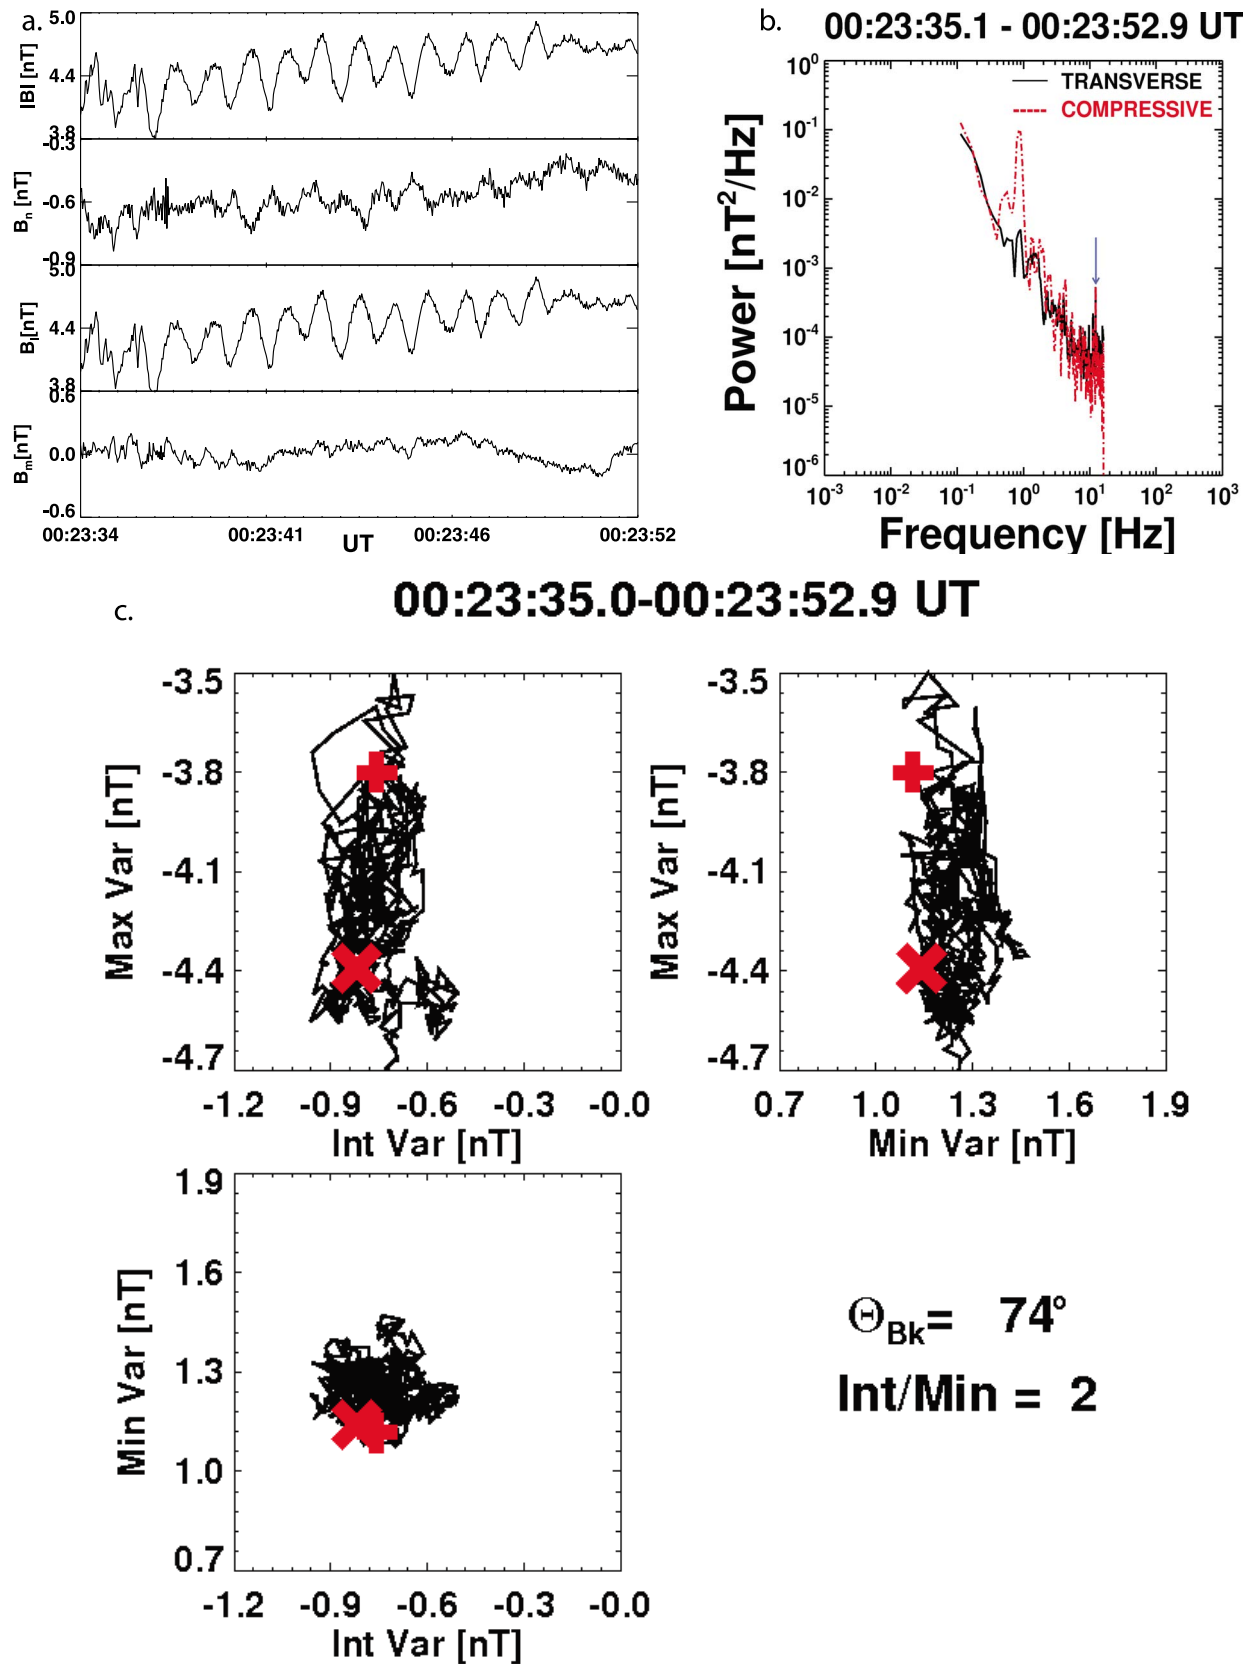 a.
5.0
4.4
3.8
|B| [nT]
-0.3
-0.6
-0.9
Bn [nT]
5.0
4.4
3.8
Bl[nT]
0.6
0.0
-0.6
Bm[nT]
00:23:34 00:23:41 00:23:46 00:23:52
UT
b. 00:23:35.1 - 00:23:52.9 UT
TRANSVERSE
COMPRESSIVE
Power [nT²/Hz]
10⁰
10⁻¹
10⁻²
10⁻³
10⁻⁴
10⁻⁵
10⁻⁶
10⁻³ 10⁻² 10⁻¹ 10⁰ 10¹ 10² 10³
Frequency [Hz]
c. 00:23:35.0-00:23:52.9 UT
Max Var [nT]
-3.5
-3.8
-4.1
-4.4
-4.7
-1.2 -0.9 -0.6 -0.3 -0.0
Int Var [nT]
Max Var [nT]
-3.5
-3.8
-4.1
-4.4
-4.7
0.7 1.0 1.3 1.6 1.9
Min Var [nT]
Min Var [nT]
1.9
1.6
1.3
1.0
0.7
-1.2 -0.9 -0.6 -0.3 -0.0
Int Var [nT]
ΘBk= 74°
Int/Min = 2